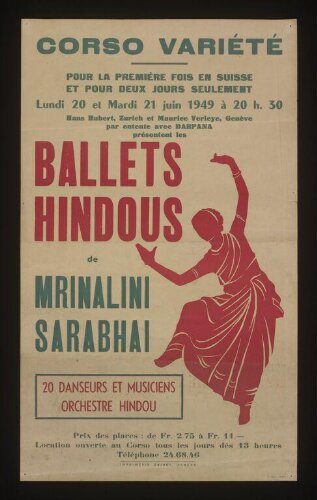 CORSO VARIÉTÉ
POUR LA PREMIÈRE FOIS EN SUISSE
ET POUR DEUX JOURS SEULEMENT
Lundi 20 et Mardi 21 juin 1949 à 20 h. 30
Hans Hubert, Zurich et Maurice Verleye, Genève
par entente avec DARPANA
présentent les
BALLETS
HINDOUS
de
MRINALINI
SARABHAI
20 DANSEURS ET MUSICIENS
ORCHESTRE HINDOU
Prix des places : de Fr. 2.75 à Fr. 11.—
Location ouverte au Corso tous les jours dès 13 heures
Téléphone 24.68.46
IMPRIMERIE